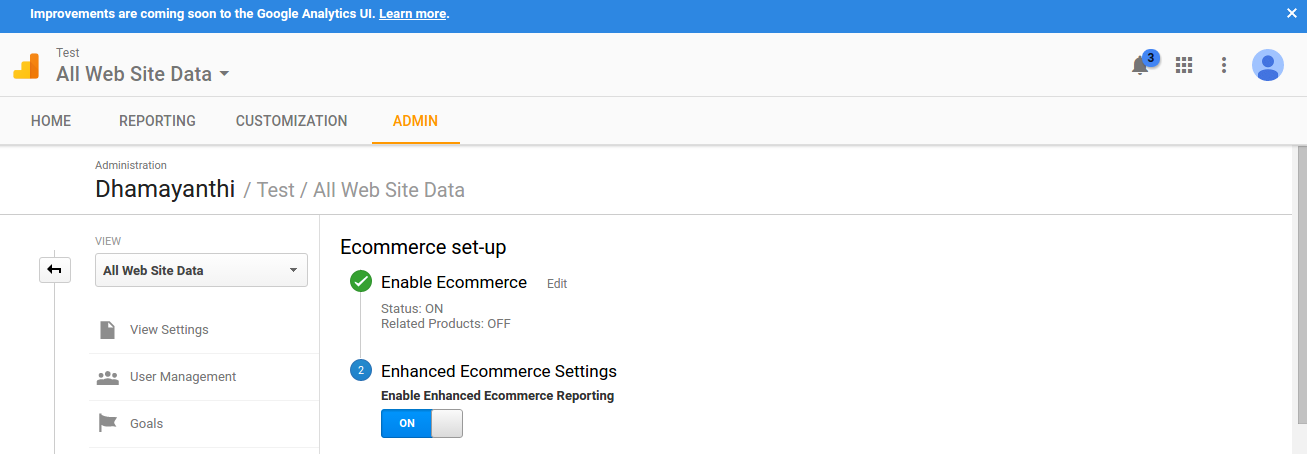 Improvements are coming soon to the Google Analytics UI. Learn more.
Test
All Web Site Data
3
HOME
REPORTING
CUSTOMIZATION
ADMIN
Administration
Dhamayanthi / Test / All Web Site Data
VIEW
All Web Site Data
View Settings
User Management
Goals
Ecommerce set-up
Enable Ecommerce Edit
Status: ON
Related Products: OFF
2 Enhanced Ecommerce Settings
Enable Enhanced Ecommerce Reporting
ON